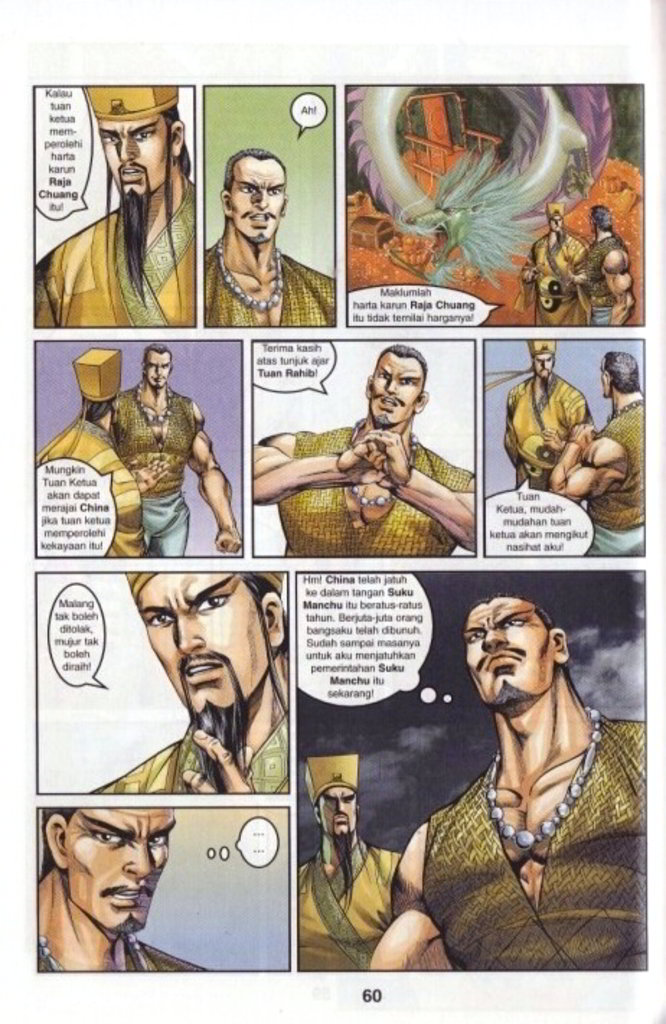 Kalau
tuan
ketua
mem-
perolehi
harta
karun
Raja
Chuang
itu!
Ah!
Maklumlah
harta karun Raja Chuang
itu tidak ternilai harganya!
Mungkin
Tuan Ketua
akan dapat
merajai China
jika tuan ketua
memperolehi
kekayaan itu!
Terima kasih
atas tunjuk ajar
Tuan Rahib!
Tuan
Ketua, mudah-
mudahan tuan
ketua akan mengikut
nasihat aku!
Malang
tak boleh
ditolak,
mujur tak
boleh
diraih!
...
...
Hm! China telah jatuh
ke dalam tangan Suku
Manchu itu beratus-ratus
tahun. Berjuta-juta orang
bangsaku telah dibunuh.
Sudah sampai masanya
untuk aku menjatuhkan
pemerintahan Suku
Manchu itu
sekarang!
60